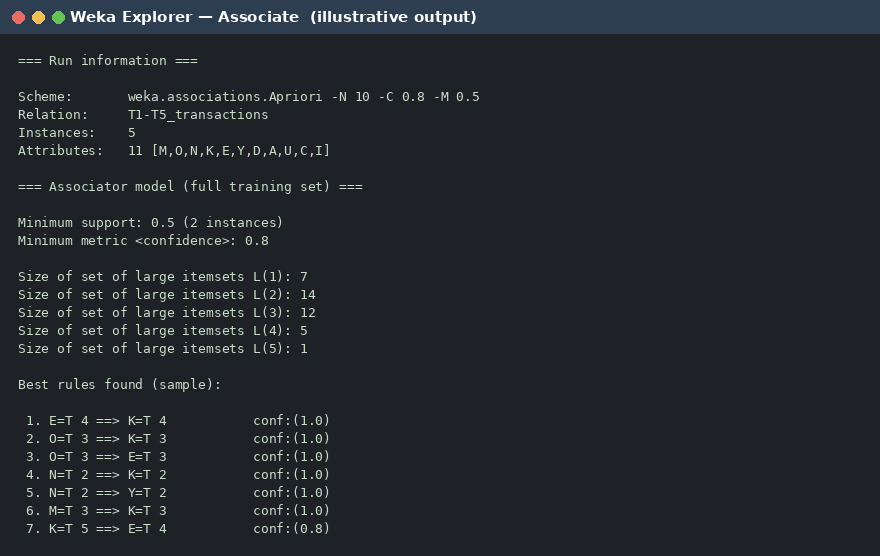 Weka Explorer — Associate  (illustrative output)
=== Run information ===
Scheme:       weka.associations.Apriori -N 10 -C 0.8 -M 0.5
Relation:     T1-T5_transactions
Instances:    5
Attributes:   11 [M,O,N,K,E,Y,D,A,U,C,I]
=== Associator model (full training set) ===
Minimum support: 0.5 (2 instances)
Minimum metric <confidence>: 0.8
Size of set of large itemsets L(1): 7
Size of set of large itemsets L(2): 14
Size of set of large itemsets L(3): 12
Size of set of large itemsets L(4): 5
Size of set of large itemsets L(5): 1
Best rules found (sample):
1. E=T 4 ==> K=T 4           conf:(1.0)
2. O=T 3 ==> K=T 3           conf:(1.0)
3. O=T 3 ==> E=T 3           conf:(1.0)
4. N=T 2 ==> K=T 2           conf:(1.0)
5. N=T 2 ==> Y=T 2           conf:(1.0)
6. M=T 3 ==> K=T 3           conf:(1.0)
7. K=T 5 ==> E=T 4           conf:(0.8)